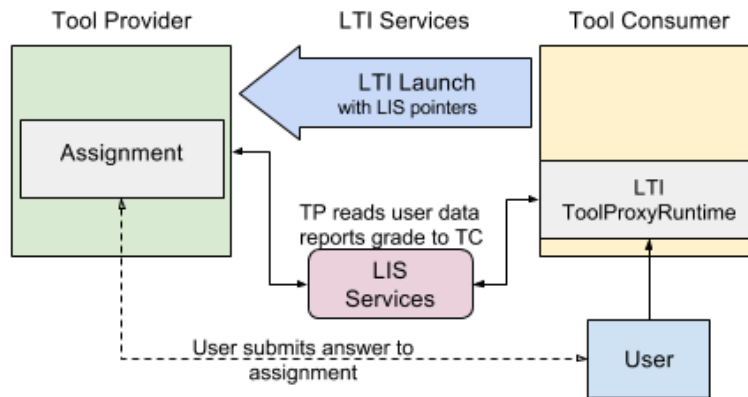 Tool Provider
LTI Services
Tool Consumer
LTI Launch
with LIS pointers
Assignment
LTI
ToolProxyRuntime
TP reads user data
reports grade to TC
LIS
Services
User submits answer to
assignment
User